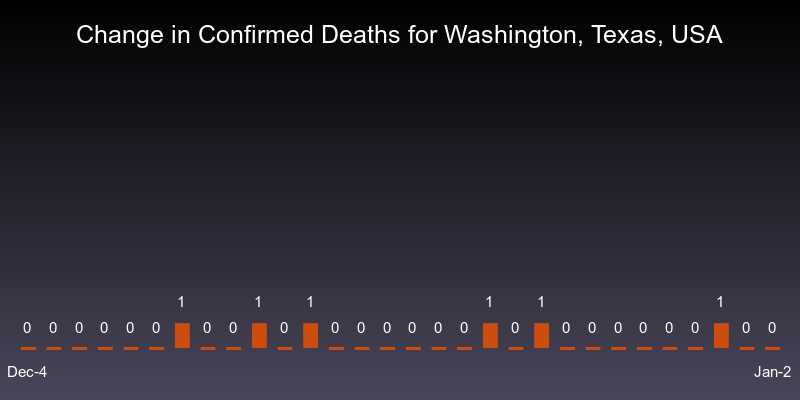 Change in Confirmed Deaths for Washington, Texas, USA
1 1 1 1 1 1
0 0 0 0 0 0 0 0 0 0 0 0 0 0 0 0 0 0 0 0 0 0 0 0
Dec-4 Jan-2